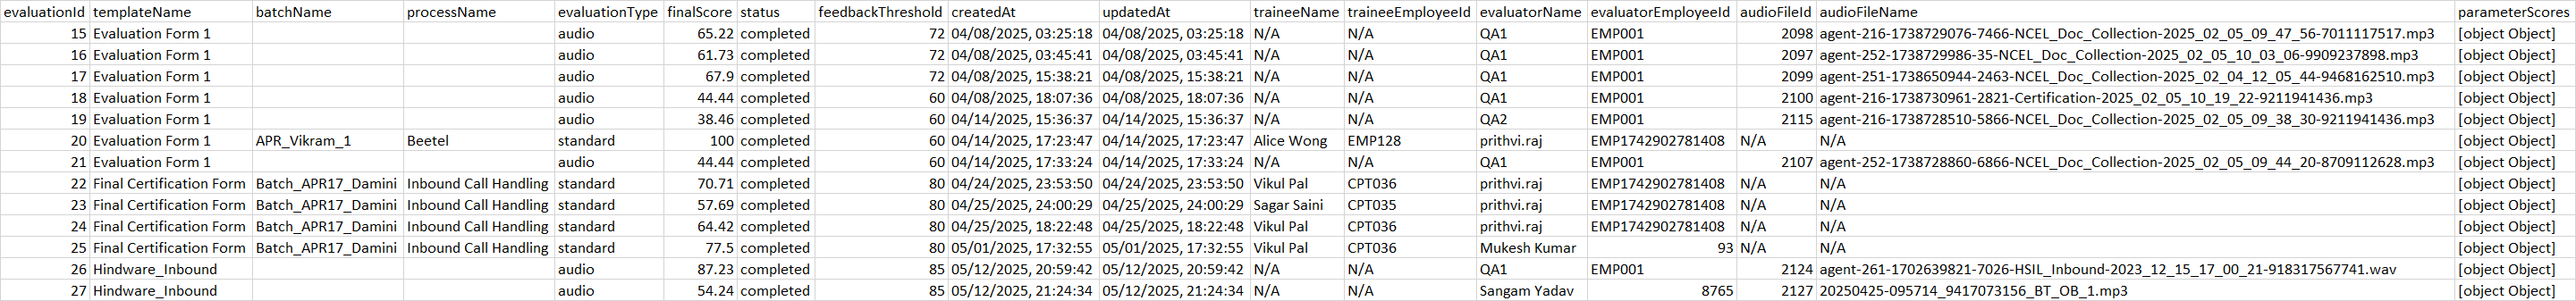 evaluationId templateName batchName processName evaluationType finalScore status feedbackThreshold createdAt updatedAt traineeName traineeEmployeeId evaluatorName evaluatorEmployeeId audioFileId audioFileName parameterScores
15 Evaluation Form 1 audio 65.22 completed 72 04/08/2025, 03:25:18 04/08/2025, 03:25:18 N/A N/A QA1 EMP001 2098 agent-216-1738729076-7466-NCEL_Doc_Collection-2025_02_05_09_47_56-7011117517.mp3 [object Object]
16 Evaluation Form 1 audio 61.73 completed 72 04/08/2025, 03:45:41 04/08/2025, 03:45:41 N/A N/A QA1 EMP001 2097 agent-252-1738729986-35-NCEL_Doc_Collection-2025_02_05_10_03_06-9909237898.mp3 [object Object]
17 Evaluation Form 1 audio 67.9 completed 72 04/08/2025, 15:38:21 04/08/2025, 15:38:21 N/A N/A QA1 EMP001 2099 agent-251-1738650944-2463-NCEL_Doc_Collection-2025_02_04_12_05_44-9468162510.mp3 [object Object]
18 Evaluation Form 1 audio 44.44 completed 60 04/08/2025, 18:07:36 04/08/2025, 18:07:36 N/A N/A QA1 EMP001 2100 agent-216-1738730961-2821-Certification-2025_02_05_10_19_22-9211941436.mp3 [object Object]
19 Evaluation Form 1 audio 38.46 completed 60 04/14/2025, 15:36:37 04/14/2025, 15:36:37 N/A N/A QA2 EMP001 2115 agent-216-1738728510-5866-NCEL_Doc_Collection-2025_02_05_09_38_30-9211941436.mp3 [object Object]
20 Evaluation Form 1 APR_Vikram_1 Beetel standard 100 completed 60 04/14/2025, 17:23:47 04/14/2025, 17:23:47 Alice Wong EMP128 prithvi.raj EMP1742902781408 N/A N/A [object Object]
21 Evaluation Form 1 audio 44.44 completed 60 04/14/2025, 17:33:24 04/14/2025, 17:33:24 N/A N/A QA1 EMP001 2107 agent-252-1738728860-6866-NCEL_Doc_Collection-2025_02_05_09_44_20-8709112628.mp3 [object Object]
22 Final Certification Form Batch_APR17_Damini Inbound Call Handling standard 70.71 completed 80 04/24/2025, 23:53:50 04/24/2025, 23:53:50 Vikul Pal CPT036 prithvi.raj EMP1742902781408 N/A N/A [object Object]
23 Final Certification Form Batch_APR17_Damini Inbound Call Handling standard 57.69 completed 80 04/25/2025, 24:00:29 04/25/2025, 24:00:29 Sagar Saini CPT035 prithvi.raj EMP1742902781408 N/A N/A [object Object]
24 Final Certification Form Batch_APR17_Damini Inbound Call Handling standard 64.42 completed 80 04/25/2025, 18:22:48 04/25/2025, 18:22:48 Vikul Pal CPT036 prithvi.raj EMP1742902781408 N/A N/A [object Object]
25 Final Certification Form Batch_APR17_Damini Inbound Call Handling standard 77.5 completed 80 05/01/2025, 17:32:55 05/01/2025, 17:32:55 Vikul Pal CPT036 Mukesh Kumar 93 N/A N/A [object Object]
26 Hindware_Inbound audio 87.23 completed 85 05/12/2025, 20:59:42 05/12/2025, 20:59:42 N/A N/A QA1 EMP001 2124 agent-261-1702639821-7026-HSIL_Inbound-2023_12_15_17_00_21-918317567741.wav [object Object]
27 Hindware_Inbound audio 54.24 completed 85 05/12/2025, 21:24:34 05/12/2025, 21:24:34 N/A N/A Sangam Yadav 8765 2127 20250425-095714_9417073156_BT_OB_1.mp3 [object Object]